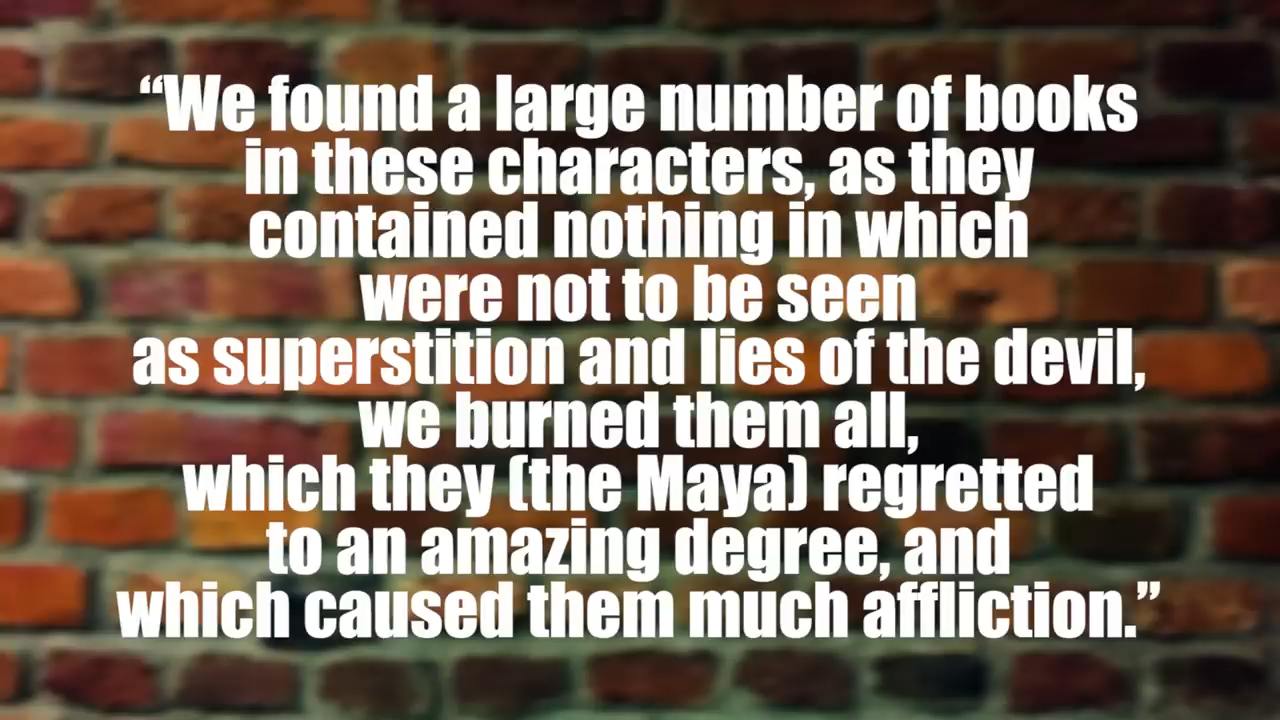 “We found a large number of books
in these characters, as they
contained nothing in which
were not to be seen
as superstition and lies of the devil,
we burned them all,
which they (the Maya) regretted
to an amazing degree, and
which caused them much affliction.”